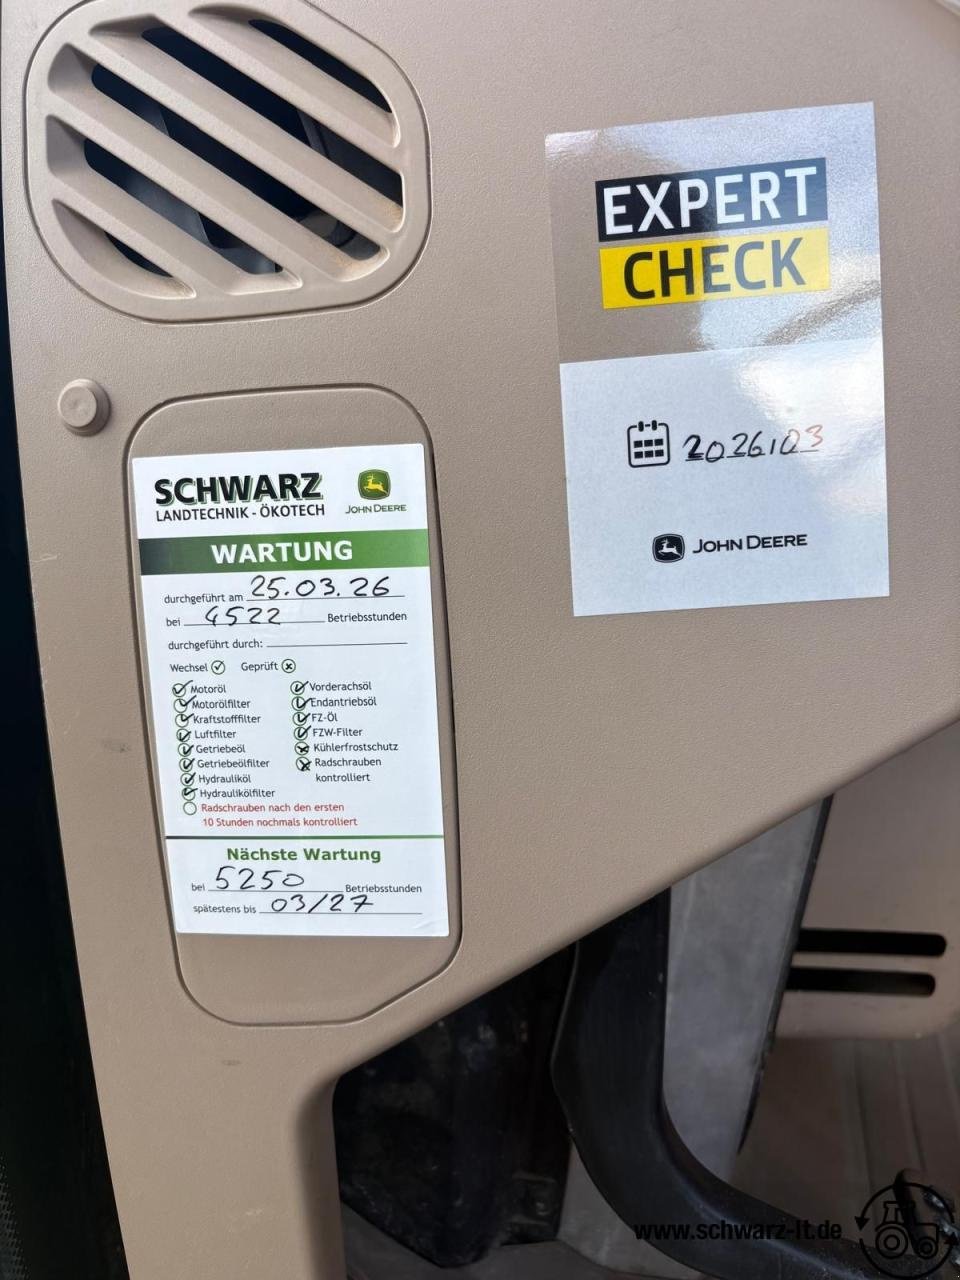 EXPERT
CHECK
2026/03
JOHN DEERE
SCHWARZ
LANDTECHNIK - ÖKOTECH
JOHN DEERE
WARTUNG
durchgeführt am 25.03.26
bei 4522 Betriebsstunden
durchgeführt durch:
Wechsel Geprüft
Motoröl Vorderachsöl
Motorölfilter Endantriebsöl
Kraftstofffilter FZ-Öl
Luftfilter FZW-Filter
Getriebeöl Kühlerfrostschutz
Getriebeölfilter Radschrauben
Hydrauliköl kontrolliert
Hydraulikölfilter
Radschrauben nach den ersten
10 Stunden nochmals kontrolliert
Nächste Wartung
bei 5250 Betriebsstunden
spätestens bis 03/27
www.schwarz-lt.de